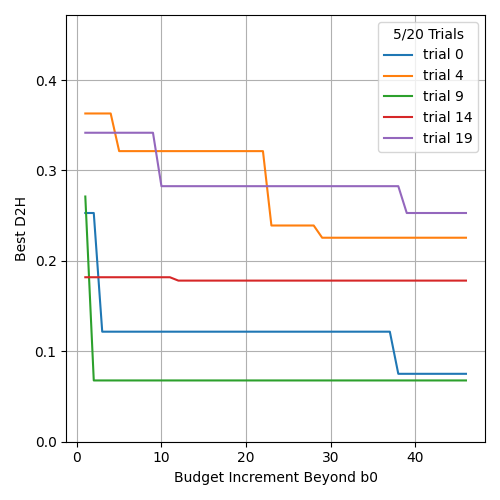 5/20 Trials
trial 0
trial 4
trial 9
trial 14
trial 19
0.4
0.3
0.2
0.1
0.0
Best D2H
0 10 20 30 40
Budget Increment Beyond b0